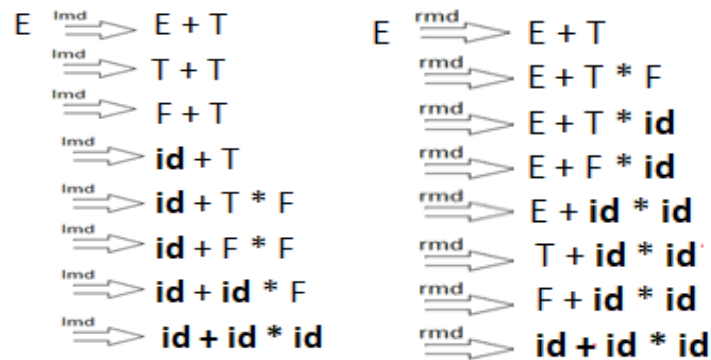 E lmd E + T
lmd T + T
lmd F + T
lmd id + T
lmd id + T * F
lmd id + F * F
lmd id + id * F
lmd id + id * id
E rmd E + T
rmd E + T * F
rmd E + T * id
rmd E + F * id
rmd E + id * id
rmd T + id * id
rmd F + id * id
rmd id + id * id